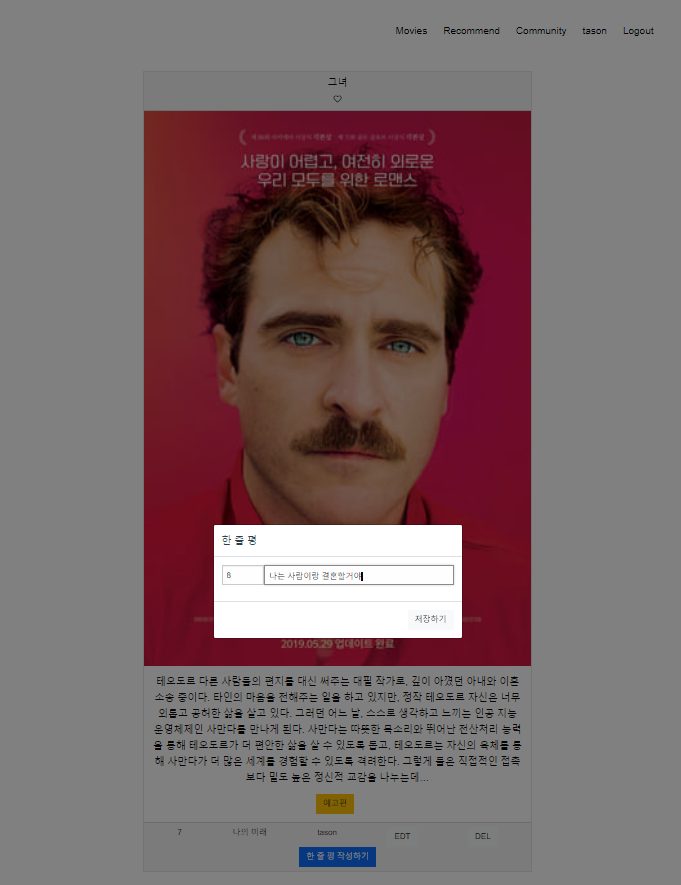 Movies Recommend Community tason Logout
그녀
사랑이 어렵고, 여전히 외로운
우리 모두를 위한 로맨스
한 줄 평
8 나는 사람이랑 결혼할거야
저장하기
2019.05.29 업데이트 완료
테오도르 다른 사람들의 편지를 대신 써주는 대필 작가로, 깊이 아꼈던 아내와 이혼
소송 중이다. 타인의 마음을 전해주는 일을 하고 있지만, 정작 테오도르 자신은 너무
외롭고 공허한 삶을 살고 있다. 그러던 어느 날, 스스로 생각하고 느끼는 인공 지능
운영체제인 사만다를 만나게 된다. 사만다는 따뜻한 목소리와 뛰어난 전산처리 능력
을 통해 테오도르가 더 편안한 삶을 살 수 있도록 돕고, 테오도르는 자신의 육체를 통
해 사만다가 더 많은 세계를 경험할 수 있도록 격려한다. 그렇게 둘은 직접적인 접촉
보다 밀도 높은 정신적 교감을 나누는데...
예고편
7 나의 미래 tason EDT DEL
한 줄 평 작성하기